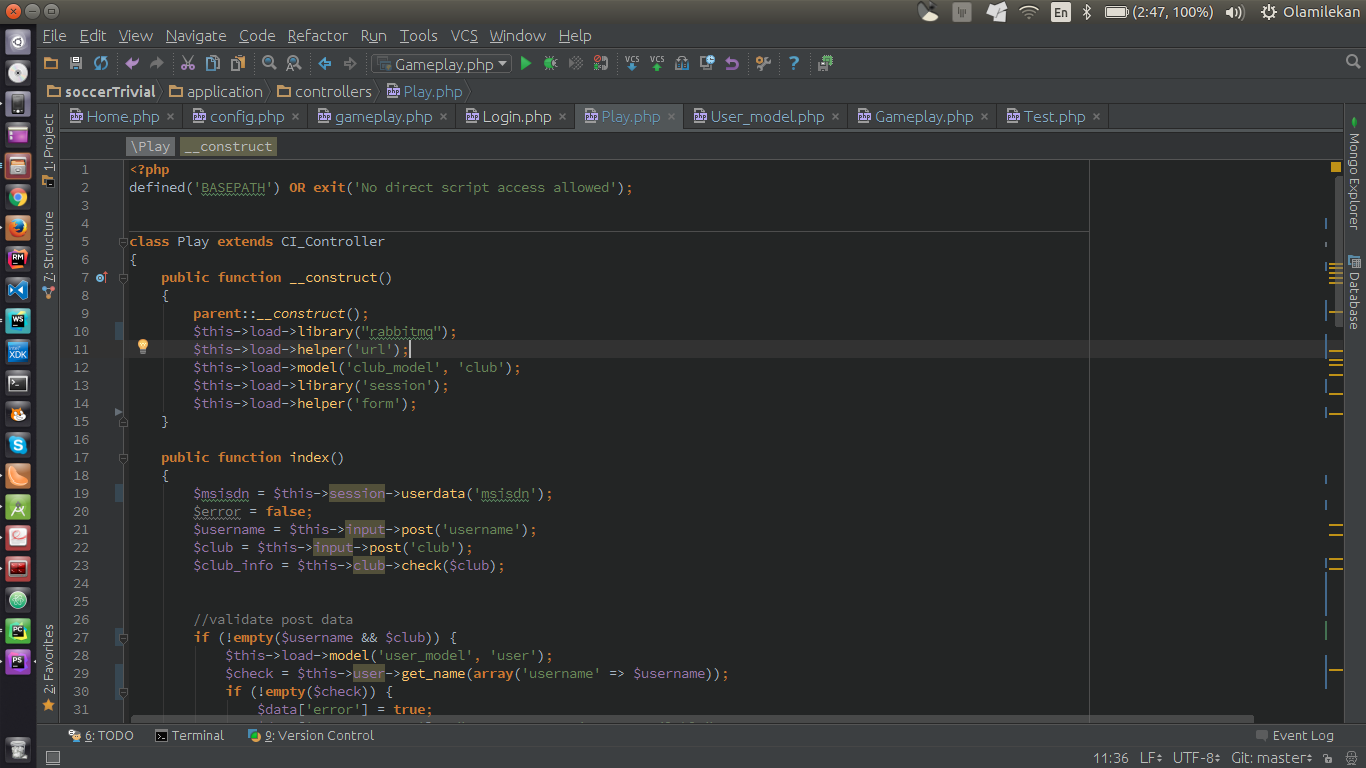 En (2:47, 100%) Olamilekan
File Edit View Navigate Code Refactor Run Tools VCS Window Help
Gameplay.php VCS VCS ?
soccerTrivial application controllers Play.php
Home.php config.php gameplay.php Login.php Play.php User_model.php Gameplay.php Test.php
\Play __construct
1 <?php
2 defined('BASEPATH') OR exit('No direct script access allowed');
3
4
5 class Play extends CI_Controller
6 {
7 public function __construct()
8 {
9 parent::__construct();
10 $this->load->library("rabbitmq");
11 $this->load->helper('url');
12 $this->load->model('club_model', 'club');
13 $this->load->library('session');
14 $this->load->helper('form');
15 }
16
17 public function index()
18 {
19 $msisdn = $this->session->userdata('msisdn');
20 $error = false;
21 $username = $this->input->post('username');
22 $club = $this->input->post('club');
23 $club_info = $this->club->check($club);
24
25
26 //validate post data
27 if (!empty($username && $club)) {
28 $this->load->model('user_model', 'user');
29 $check = $this->user->get_name(array('username' => $username));
30 if (!empty($check)) {
31 $data['error'] = true;
1: Project
7: Structure
2: Favorites
Mongo Explorer
Database
RM
WS
XDK
PC
PS
6: TODO Terminal 9: Version Control Event Log
11:36 LF UTF-8 Git: master